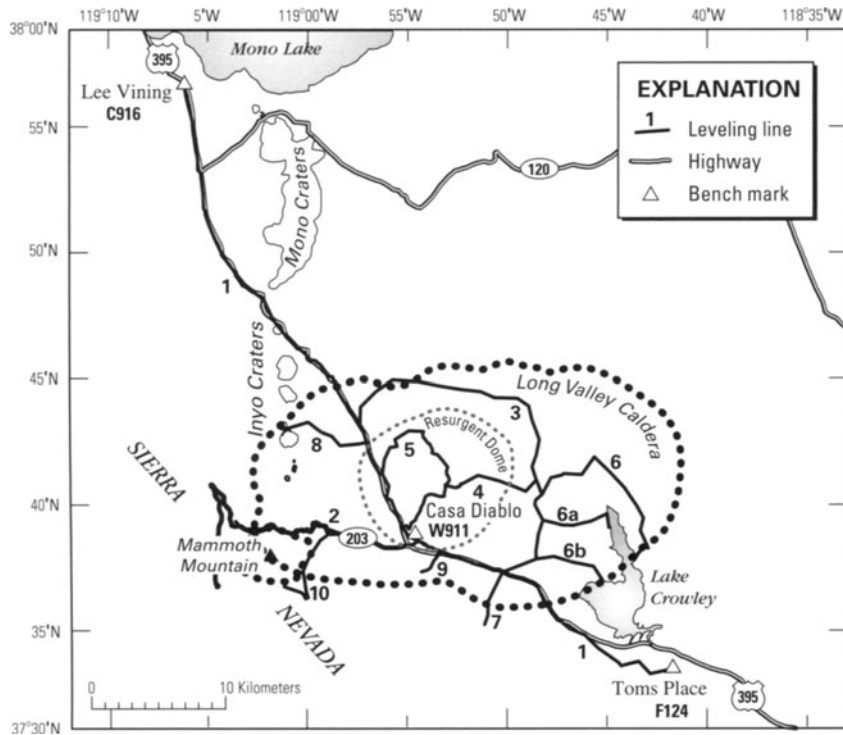 119°10'W
5'W
119°00'W
55'W
50'W
45'W
40'W
118°35'W
38°00'N
55'N
50'N
45'N
40'N
35'N
37°30'N
395
Mono Lake
Lee Vining
C916
Mono Craters
120
EXPLANATION
1
Leveling line
Highway
Bench mark
1
Inyo Craters
Long Valley Caldera
3
Resurgent Dome
8
5
6
4
SIERRA
Casa Diablo
W911
6a
2
203
6b
Mammoth
Mountain
9
10
7
Lake
Crowley
NEVADA
1
0
10 Kilometers
Toms Place
F124
395